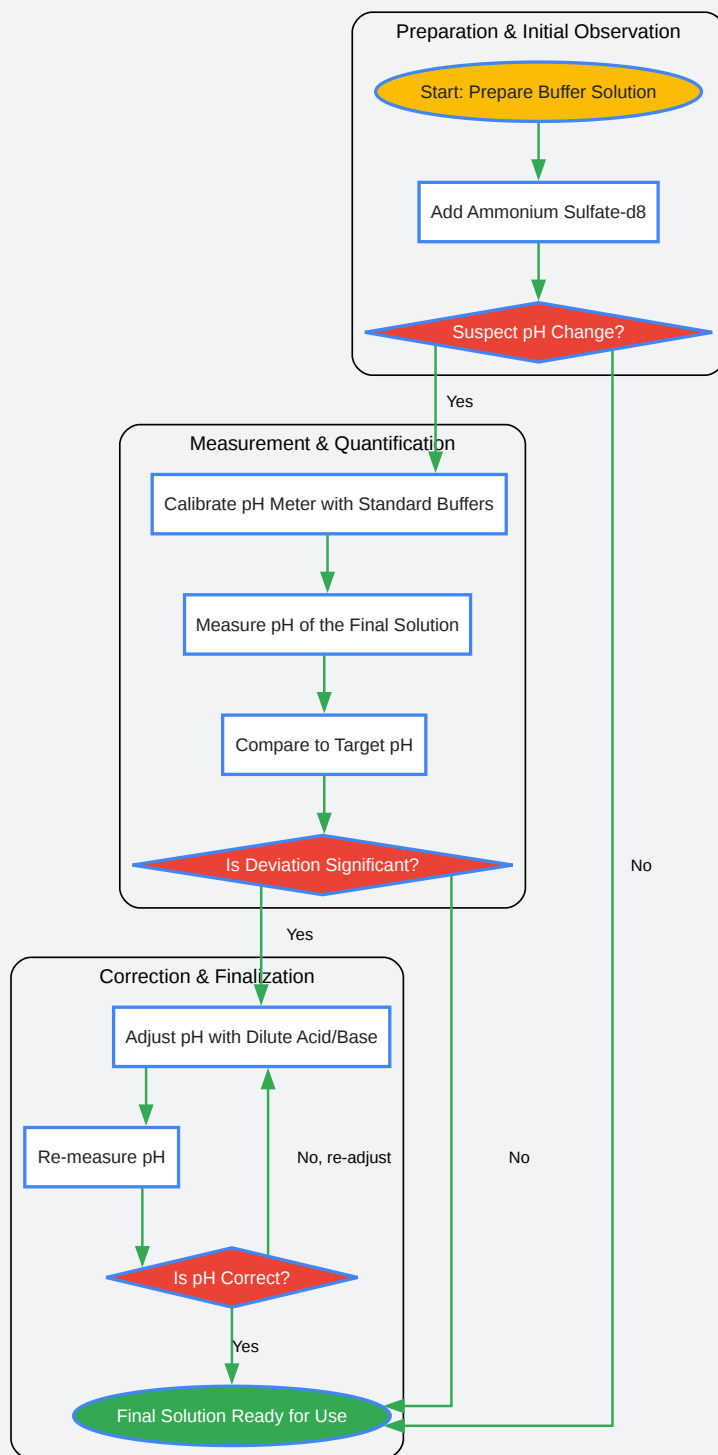 Preparation & Initial Observation
Start: Prepare Buffer Solution
Add Ammonium Sulfate-d8
Suspect pH Change?
Yes
Measurement & Quantification
Calibrate pH Meter with Standard Buffers
Measure pH of the Final Solution
Compare to Target pH
Is Deviation Significant?
No
Yes
Correction & Finalization
Adjust pH with Dilute Acid/Base
Re-measure pH
No, re-adjust
No
Is pH Correct?
Yes
Final Solution Ready for Use